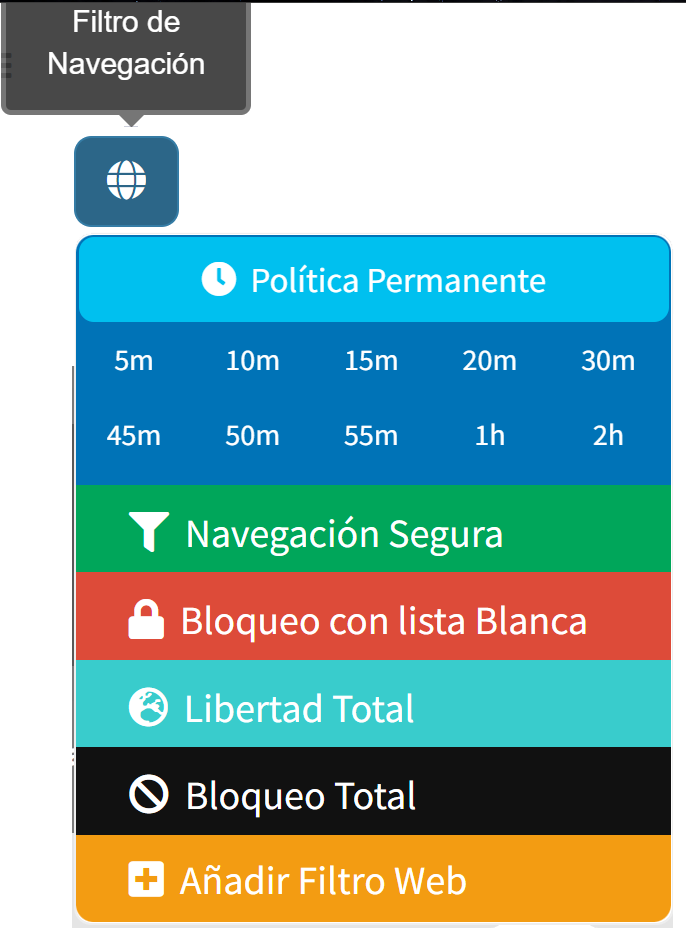 Filtro de
Navegación
Política Permanente
5m 10m 15m 20m 30m
45m 50m 55m 1h 2h
Navegación Segura
Bloqueo con lista Blanca
Libertad Total
Bloqueo Total
Añadir Filtro Web